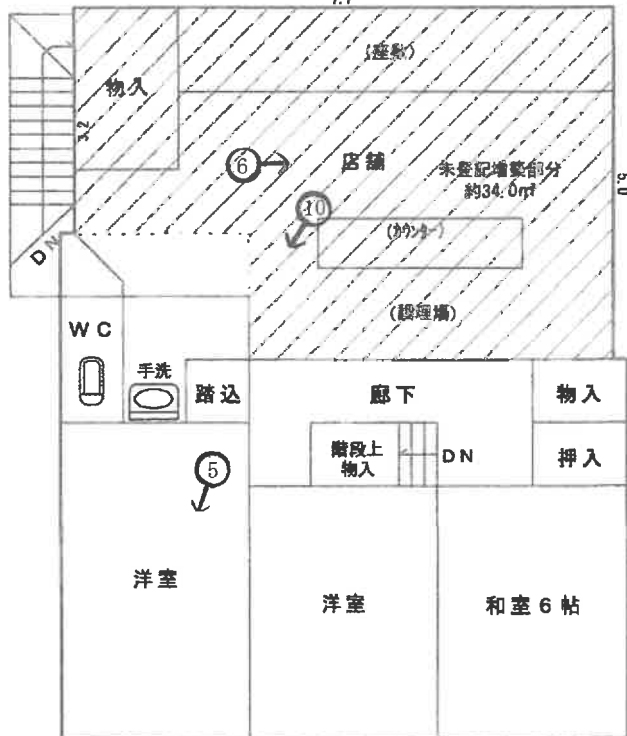 (座敷)
物入
3.2
⑥
店舗
未登記増築部分
約34.0㎡
5.0
⑩
(カウンター)
DN
(調理場)
WC
手洗
踏込
廊下
物入
階段上
物入
DN
押入
⑤
洋室
洋室
和室6帖